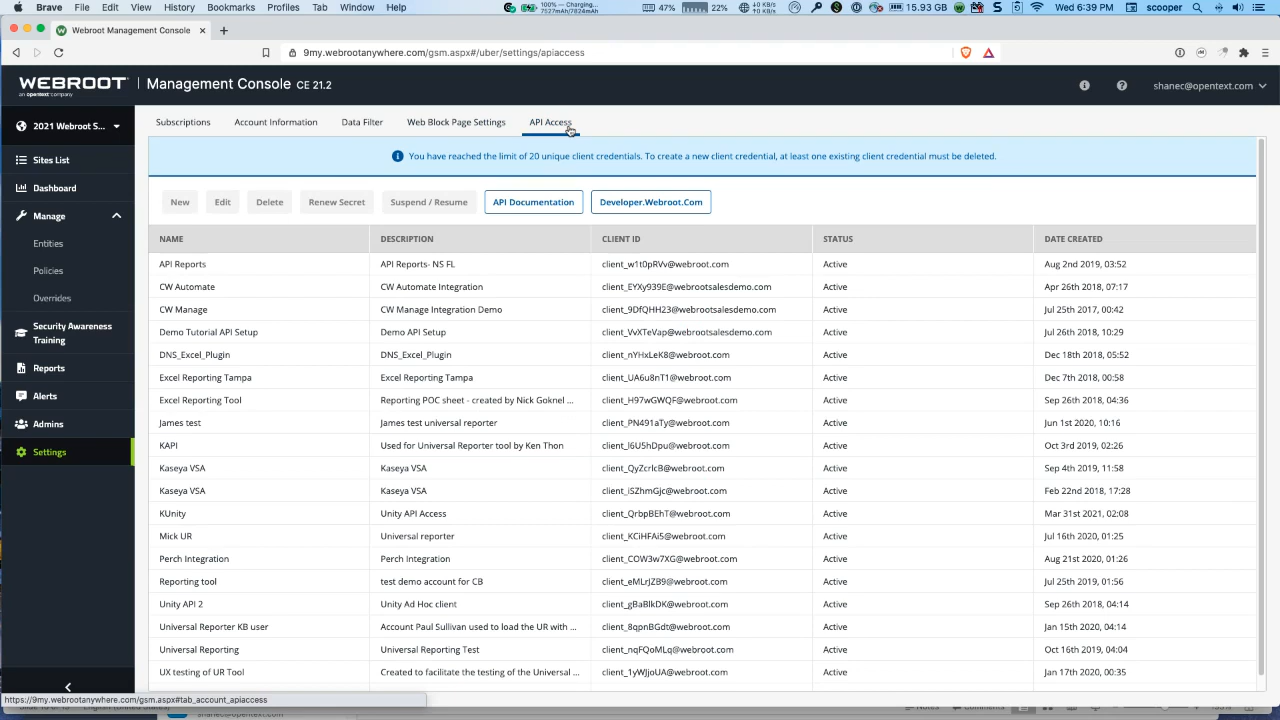 Brave File Edit View History Bookmarks Profiles Tab Window Help
100% — Charging...
7527mAh/7824mAh
47%
22%
↑0 KB/s
↓0 KB/s
15.93 GB
Wed 6:39 PM
scooper
Webroot Management Console
9my.webrootanywhere.com/gsm.aspx#/uber/settings/apiaccess
WEBROOT
an opentext company
Management Console CE 21.2
shanec@opentext.com
2021 Webroot S...
Sites List
Dashboard
Manage
Entities
Policies
Overrides
Security Awareness
Training
Reports
Alerts
Admins
Settings
Subscriptions Account Information Data Filter Web Block Page Settings API Access
You have reached the limit of 20 unique client credentials. To create a new client credential, at least one existing client credential must be deleted.
New Edit Delete Renew Secret Suspend / Resume API Documentation Developer.Webroot.Com
NAME DESCRIPTION CLIENT ID STATUS DATE CREATED
API Reports API Reports- NS FL client_w1t0pRVv@webroot.com Active Aug 2nd 2019, 03:52
CW Automate CW Automate Integration client_EYXy939E@webrootsalesdemo.com Active Apr 26th 2018, 07:17
CW Manage CW Manage Integration Demo client_9DfQHH23@webrootsalesdemo.com Active Jul 25th 2017, 00:42
Demo Tutorial API Setup Demo API Setup client_VvXTeVap@webrootsalesdemo.com Active Jul 26th 2018, 10:29
DNS_Excel_Plugin DNS_Excel_Plugin client_nYHxLeK8@webroot.com Active Dec 18th 2018, 05:52
Excel Reporting Tampa Excel Reporting Tampa client_UA6u8nT1@webroot.com Active Dec 7th 2018, 00:58
Excel Reporting Tool Reporting POC sheet - created by Nick Goknel ... client_H97wGWQF@webroot.com Active Sep 26th 2018, 04:36
James test James test universal reporter client_PN491aTy@webroot.com Active Jun 1st 2020, 10:16
KAPI Used for Universal Reporter tool by Ken Thon client_J6U5hDpu@webroot.com Active Oct 3rd 2019, 02:26
Kaseya VSA Kaseya VSA client_QyZcrlcB@webroot.com Active Sep 4th 2019, 11:58
Kaseya VSA Kaseya VSA client_iSZhmGjc@webroot.com Active Feb 22nd 2018, 17:28
KUnity Unity API Access client_QrbpBEhT@webroot.com Active Mar 31st 2021, 02:08
Mick UR Universal reporter client_KCiHFAi5@webroot.com Active Jul 16th 2020, 01:25
Perch Integration Perch Integration client_COW3w7XG@webroot.com Active Aug 21st 2020, 01:26
Reporting tool test demo account for CB client_eMLrJZB9@webroot.com Active Jul 25th 2019, 01:56
Unity API 2 Unity Ad Hoc client client_gBaBlkDK@webroot.com Active Sep 26th 2018, 04:14
Universal Reporter KB user Account Paul Sullivan used to load the UR with ... client_8qpnBGdt@webroot.com Active Jan 15th 2020, 04:14
Universal Reporting Universal Reporting Test client_nqFQoMLq@webroot.com Active Oct 16th 2019, 04:04
UX testing of UR Tool Created to facilitate the testing of the Universal ... client_1yWJjoUA@webroot.com Active Jan 17th 2020, 00:35
https://9my.webrootanywhere.com/gsm.aspx#tab_account_apiaccess